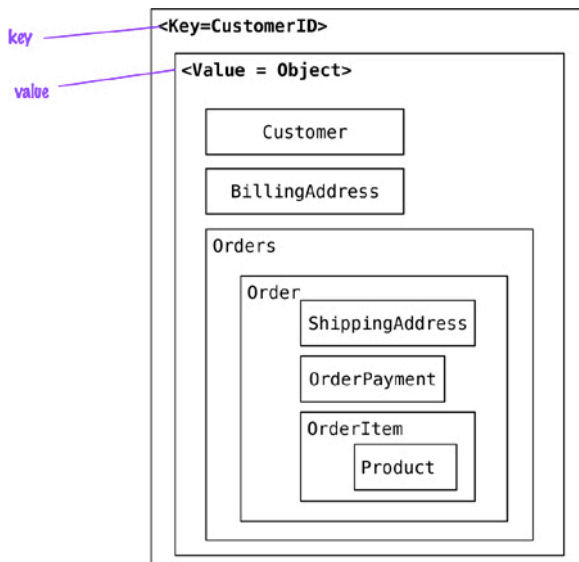 key
<Key=CustomerID>
value
<Value = Object>
Customer
BillingAddress
Orders
Order
ShippingAddress
OrderPayment
OrderItem
Product